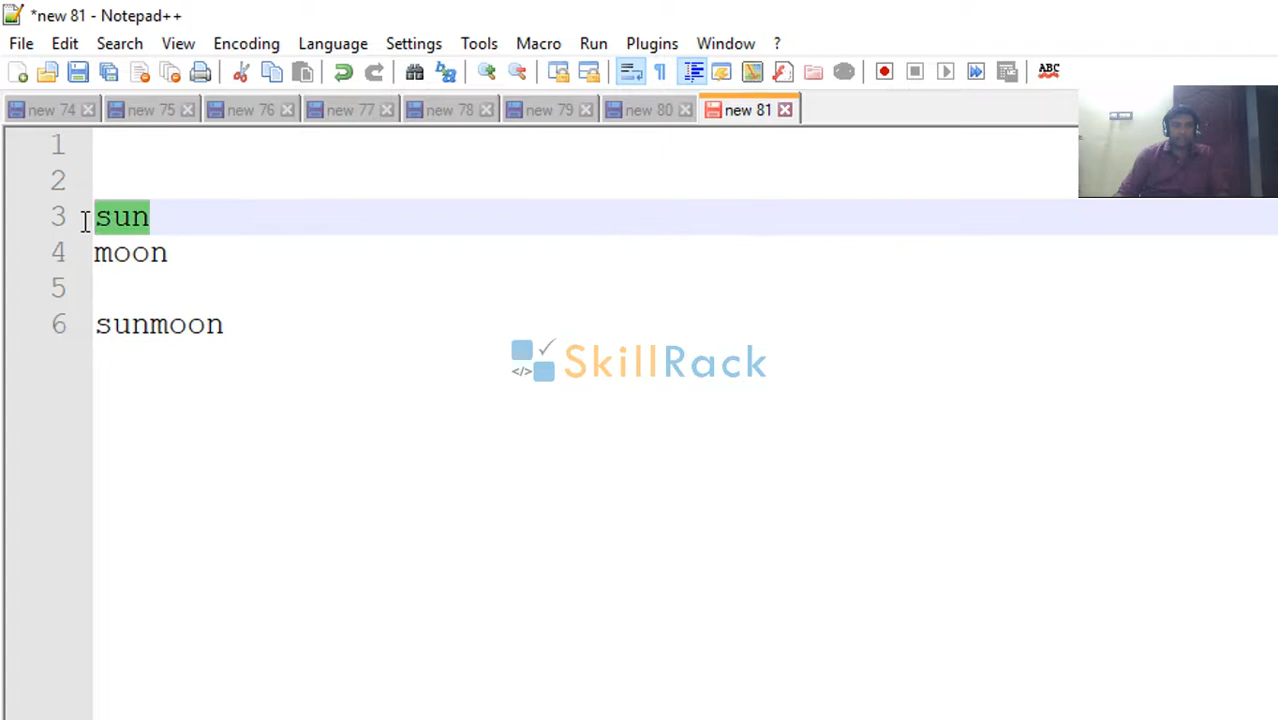 *new 81 - Notepad++
File Edit Search View Encoding Language Settings Tools Macro Run Plugins Window ?
ABC
new 74 new 75 new 76 new 77 new 78 new 79 new 80 new 81
1
2
3 sun
4 moon
5
6 sunmoon
</> SkillRack